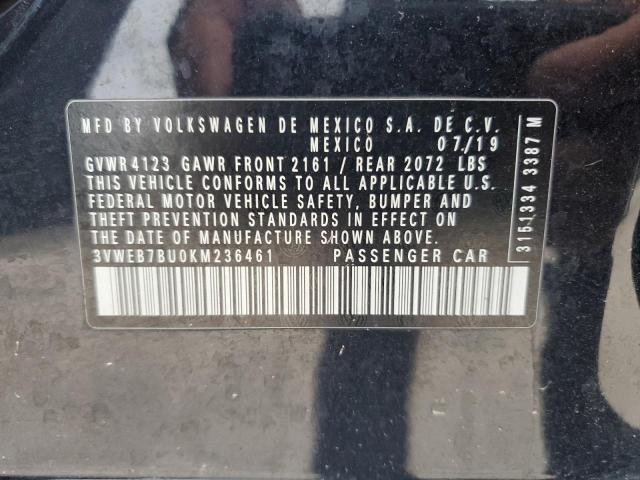 MFD BY VOLKSWAGEN DE MEXICO S.A. DE C.V.
MEXICO 07/19
GVWR 4123 GAWR FRONT 2161 / REAR 2072 LBS
THIS VEHICLE CONFORMS TO ALL APPLICABLE U.S.
FEDERAL MOTOR VEHICLE SAFETY, BUMPER AND
THEFT PREVENTION STANDARDS IN EFFECT ON
THE DATE OF MANUFACTURE SHOWN ABOVE.
3VWEB7BU0KM236461 PASSENGER CAR
3151334 3387 M